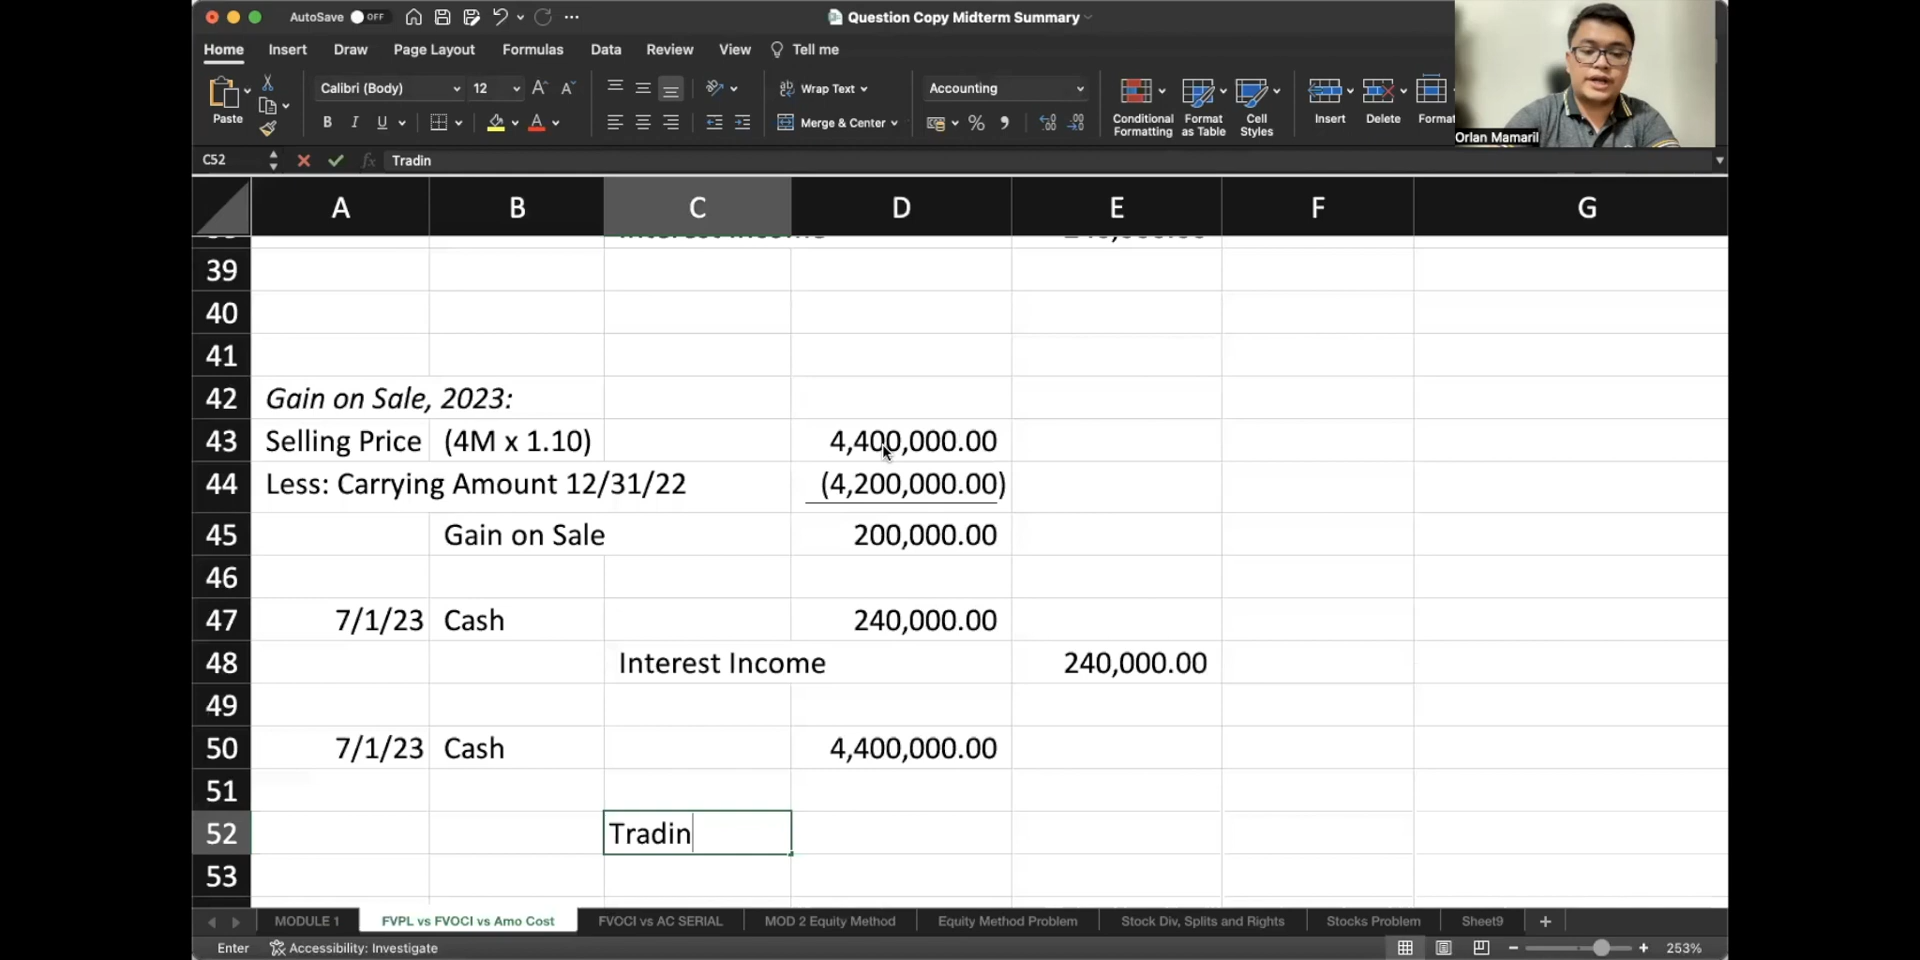 AutoSave OFF
Question Copy Midterm Summary
Home Insert Draw Page Layout Formulas Data Review View Tell me
Paste
Calibri (Body) 12 A A
B I U A
ab Wrap Text
Merge & Center
Accounting
% 9
Conditional Formatting
Format as Table
Cell Styles
Insert Delete Format
Orlan Mamaril
C52 fx Tradin
A B C D E F G
39
40
41
42 Gain on Sale, 2023:
43 Selling Price (4M x 1.10) 4,400,000.00
44 Less: Carrying Amount 12/31/22 (4,200,000.00)
45 Gain on Sale 200,000.00
46
47 7/1/23 Cash 240,000.00
48 Interest Income 240,000.00
49
50 7/1/23 Cash 4,400,000.00
51
52 Tradin
53
MODULE 1 FVPL vs FVOCI vs Amo Cost FVOCI vs AC SERIAL MOD 2 Equity Method Equity Method Problem Stock Div, Splits and Rights Stocks Problem Sheet9 +
Enter Accessibility: Investigate 253%